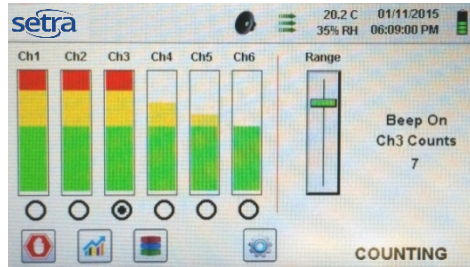 setra
20.2 C 01/11/2015
35% RH 06:09:00 PM
Ch1 Ch2 Ch3 Ch4 Ch5 Ch6 Range
Beep On
Ch3 Counts
7
COUNTING